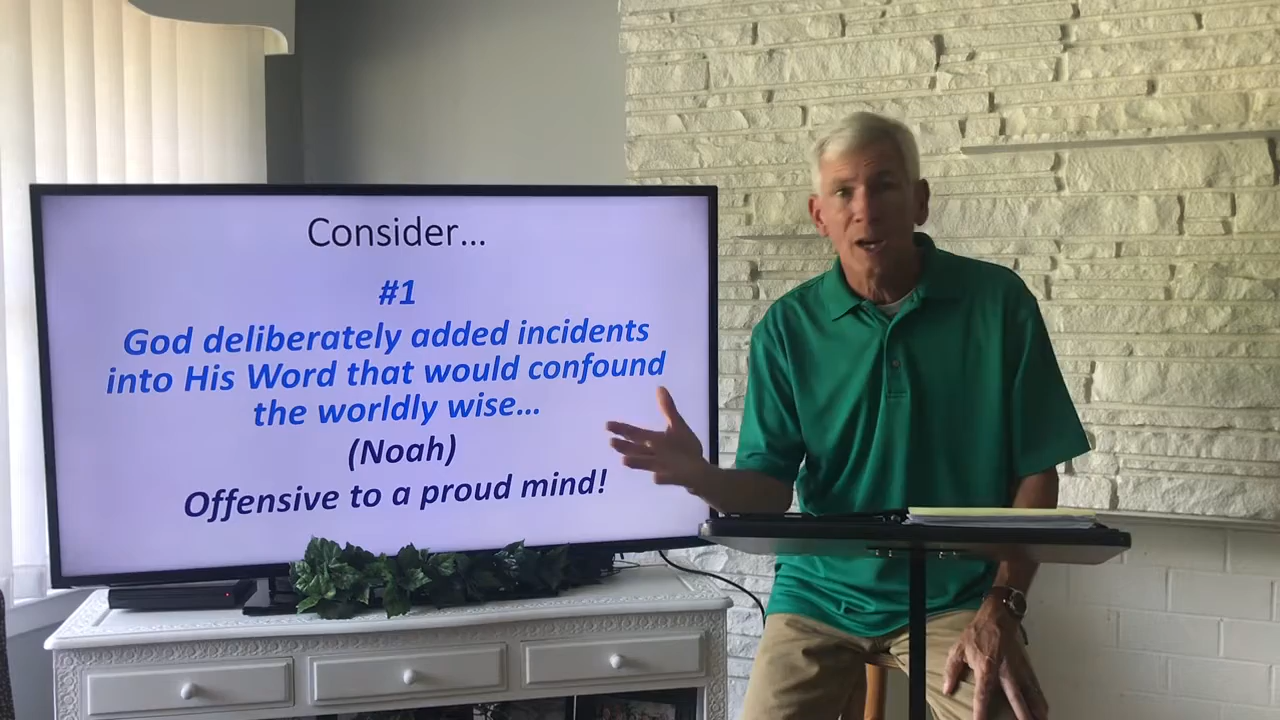 Consider...
#1
God deliberately added incidents
into His Word that would confound
the worldly wise...
(Noah)
Offensive to a proud mind!